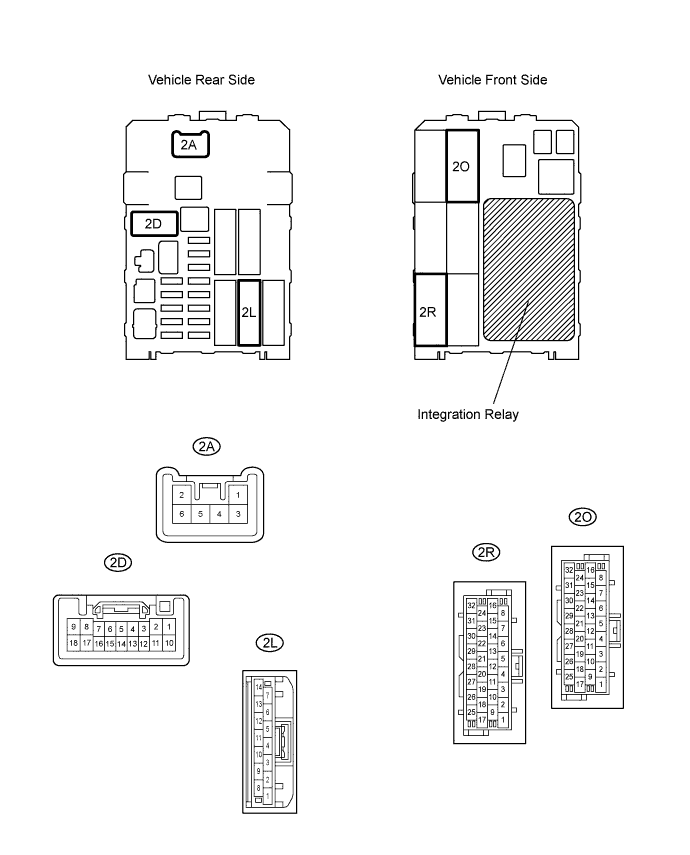 Vehicle Rear Side
Vehicle Front Side
2A
2O
2D
2L
2R
Integration Relay
2A
2 1
6 5 4 3
2D
9 8 7 6 5 4 3 2 1
18 17 16 15 14 13 12 11 10
2L
14 7
13 6
12 5
11 4
10 3
9 2
8 1
2R
32 16
24 8
31 15
23 7
30 14
22 6
29 13
21 5
28 12
20 4
27 11
19 3
26 10
18 2
25 9
17 1
2O
32 16
24 8
31 15
23 7
30 14
22 6
29 13
21 5
28 12
20 4
27 11
19 3
26 10
18 2
25 9
17 1